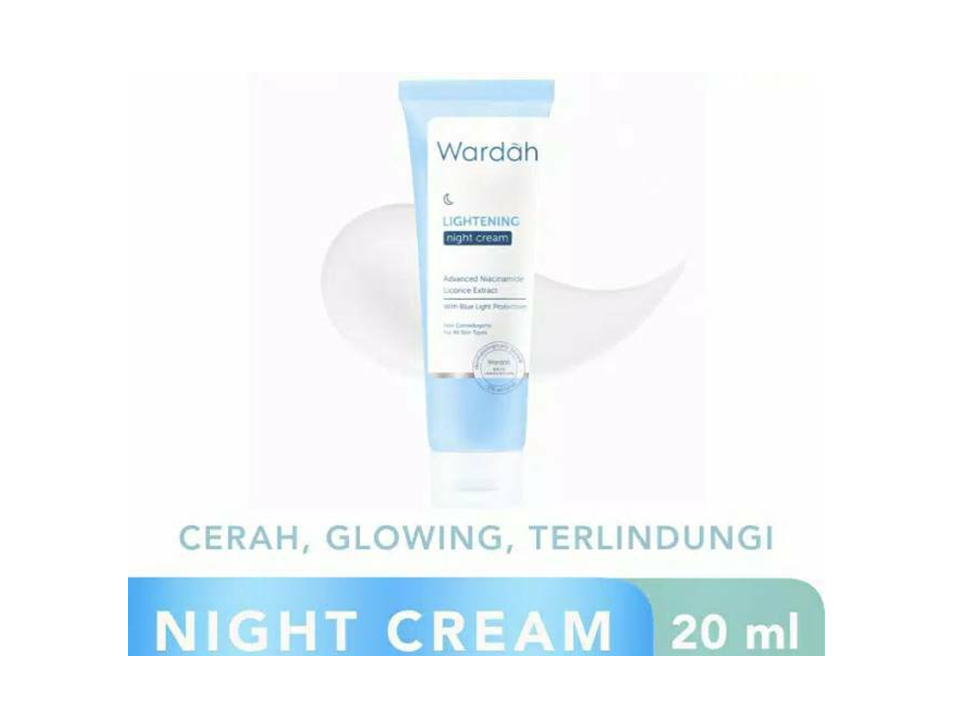 Wardah
LIGHTENING
night cream
Advanced Niacinamide
Licorice Extract
With Blue Light Protection
Non Comedogenic
For All Skin Types
Wardah
CERAH, GLOWING, TERLINDUNGI
NIGHT CREAM
20 ml